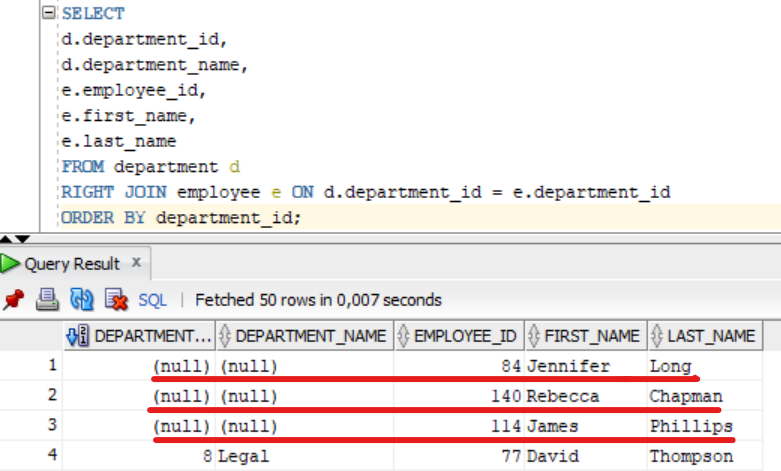 SELECT
d.department_id,
d.department_name,
e.employee_id,
e.first_name,
e.last_name
FROM department d
RIGHT JOIN employee e ON d.department_id = e.department_id
ORDER BY department_id;
Query Result x
SQL | Fetched 50 rows in 0,007 seconds
DEPARTMENT... DEPARTMENT_NAME EMPLOYEE_ID FIRST_NAME LAST_NAME
1 (null) (null) 84 Jennifer Long
2 (null) (null) 140 Rebecca Chapman
3 (null) (null) 114 James Phillips
4 8 Legal 77 David Thompson